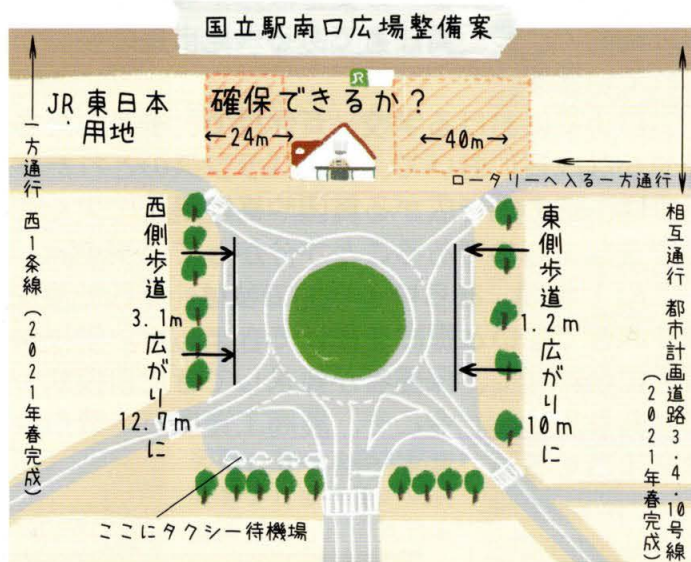 国立駅南口広場整備案
JR
JR東日本
用地
確保できるか?
24m
40m
ロータリーへ入る一方通行
一方通行 西1条線(2021年春完成)
西側歩道
3.1m
広がり
12.7m
に
東側歩道
1.2m
広がり
10m
に
相互通行 都市計画道路3・4・10号線
(2021年春完成)
ここにタクシー待機場